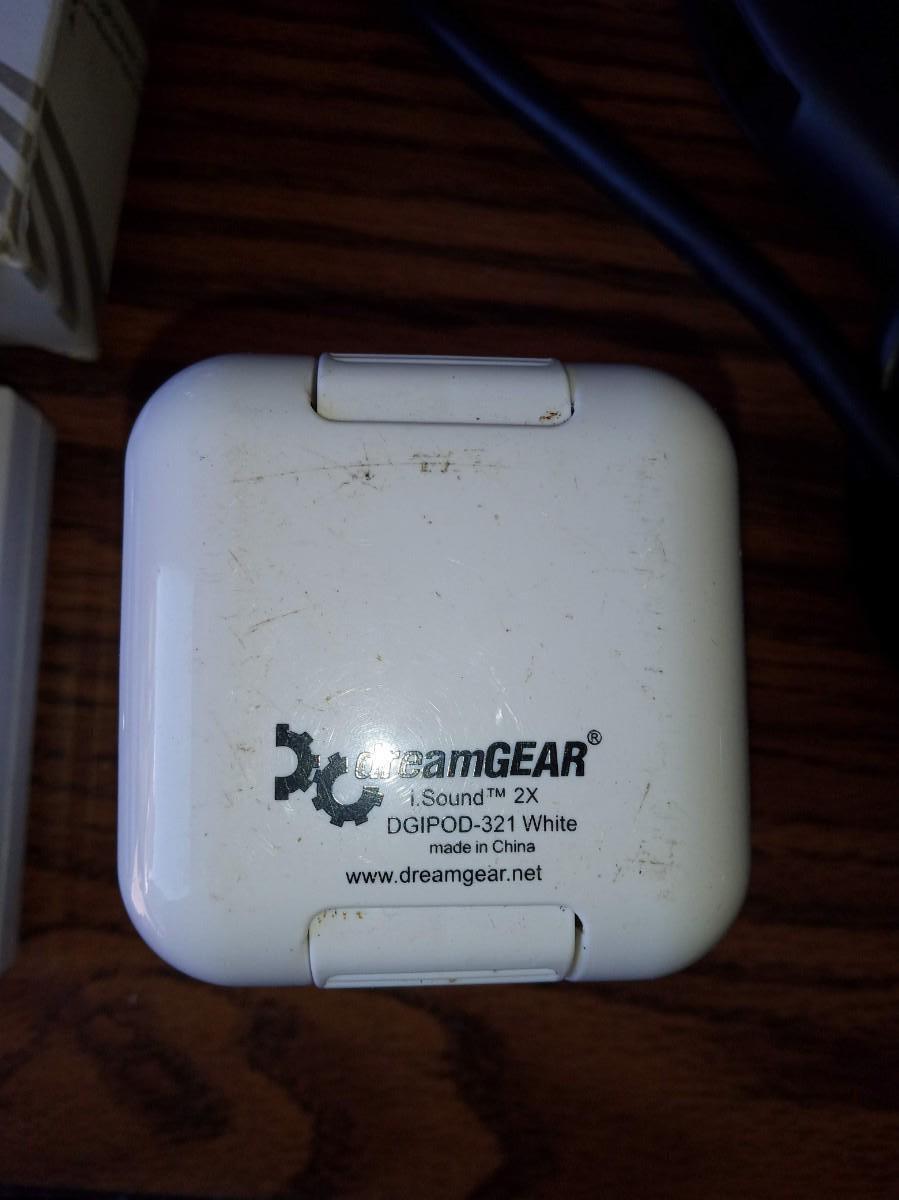 dreamGEAR®
i.Sound™ 2X
DGIPOD-321 White
made in China
www.dreamgear.net